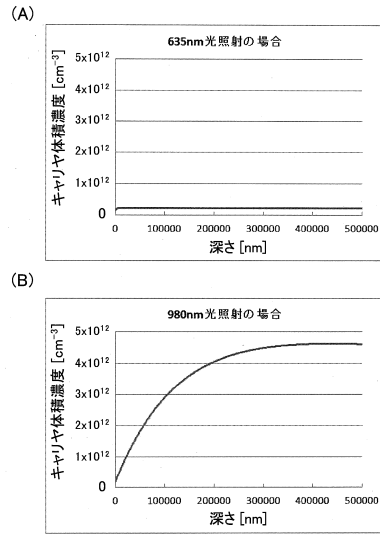 (A)
635nm光照射の場合
キャリヤ体積濃度 [cm⁻³]
5x10¹²
4x10¹²
3x10¹²
2x10¹²
1x10¹²
0
0 100000 200000 300000 400000 500000
深さ[nm]
(B)
980nm光照射の場合
キャリヤ体積濃度 [cm⁻³]
5x10¹²
4x10¹²
3x10¹²
2x10¹²
1x10¹²
0
0 100000 200000 300000 400000 500000
深さ[nm]